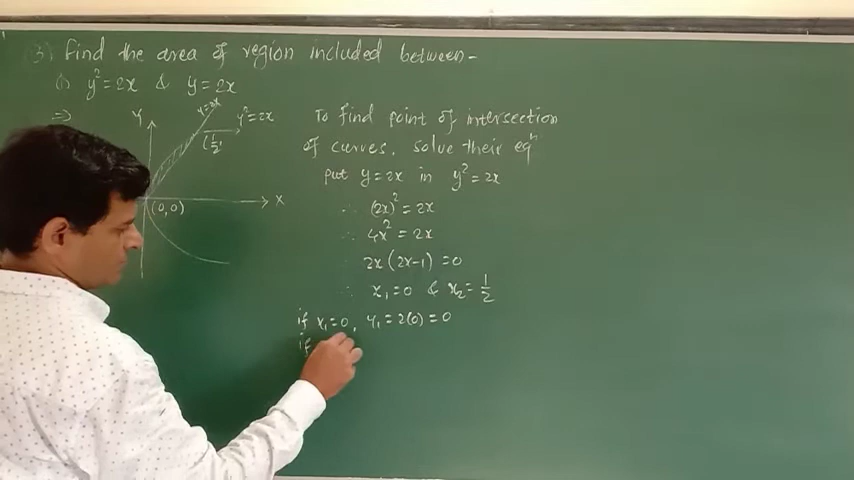 3) Find the area of region included between-
(i) y²=2x & y=2x
⇒
Y
y=2x
y²=2x
(1/2,
X
(0,0)
To find point of intersection
of curves, solve their eqⁿ
put y=2x in y²=2x
∴ (2x)²=2x
∴ 4x²=2x
2x(2x-1)=0
∴ x₁=0 & x₂=1/2
if x₁=0, y₁=2(0)=0
if